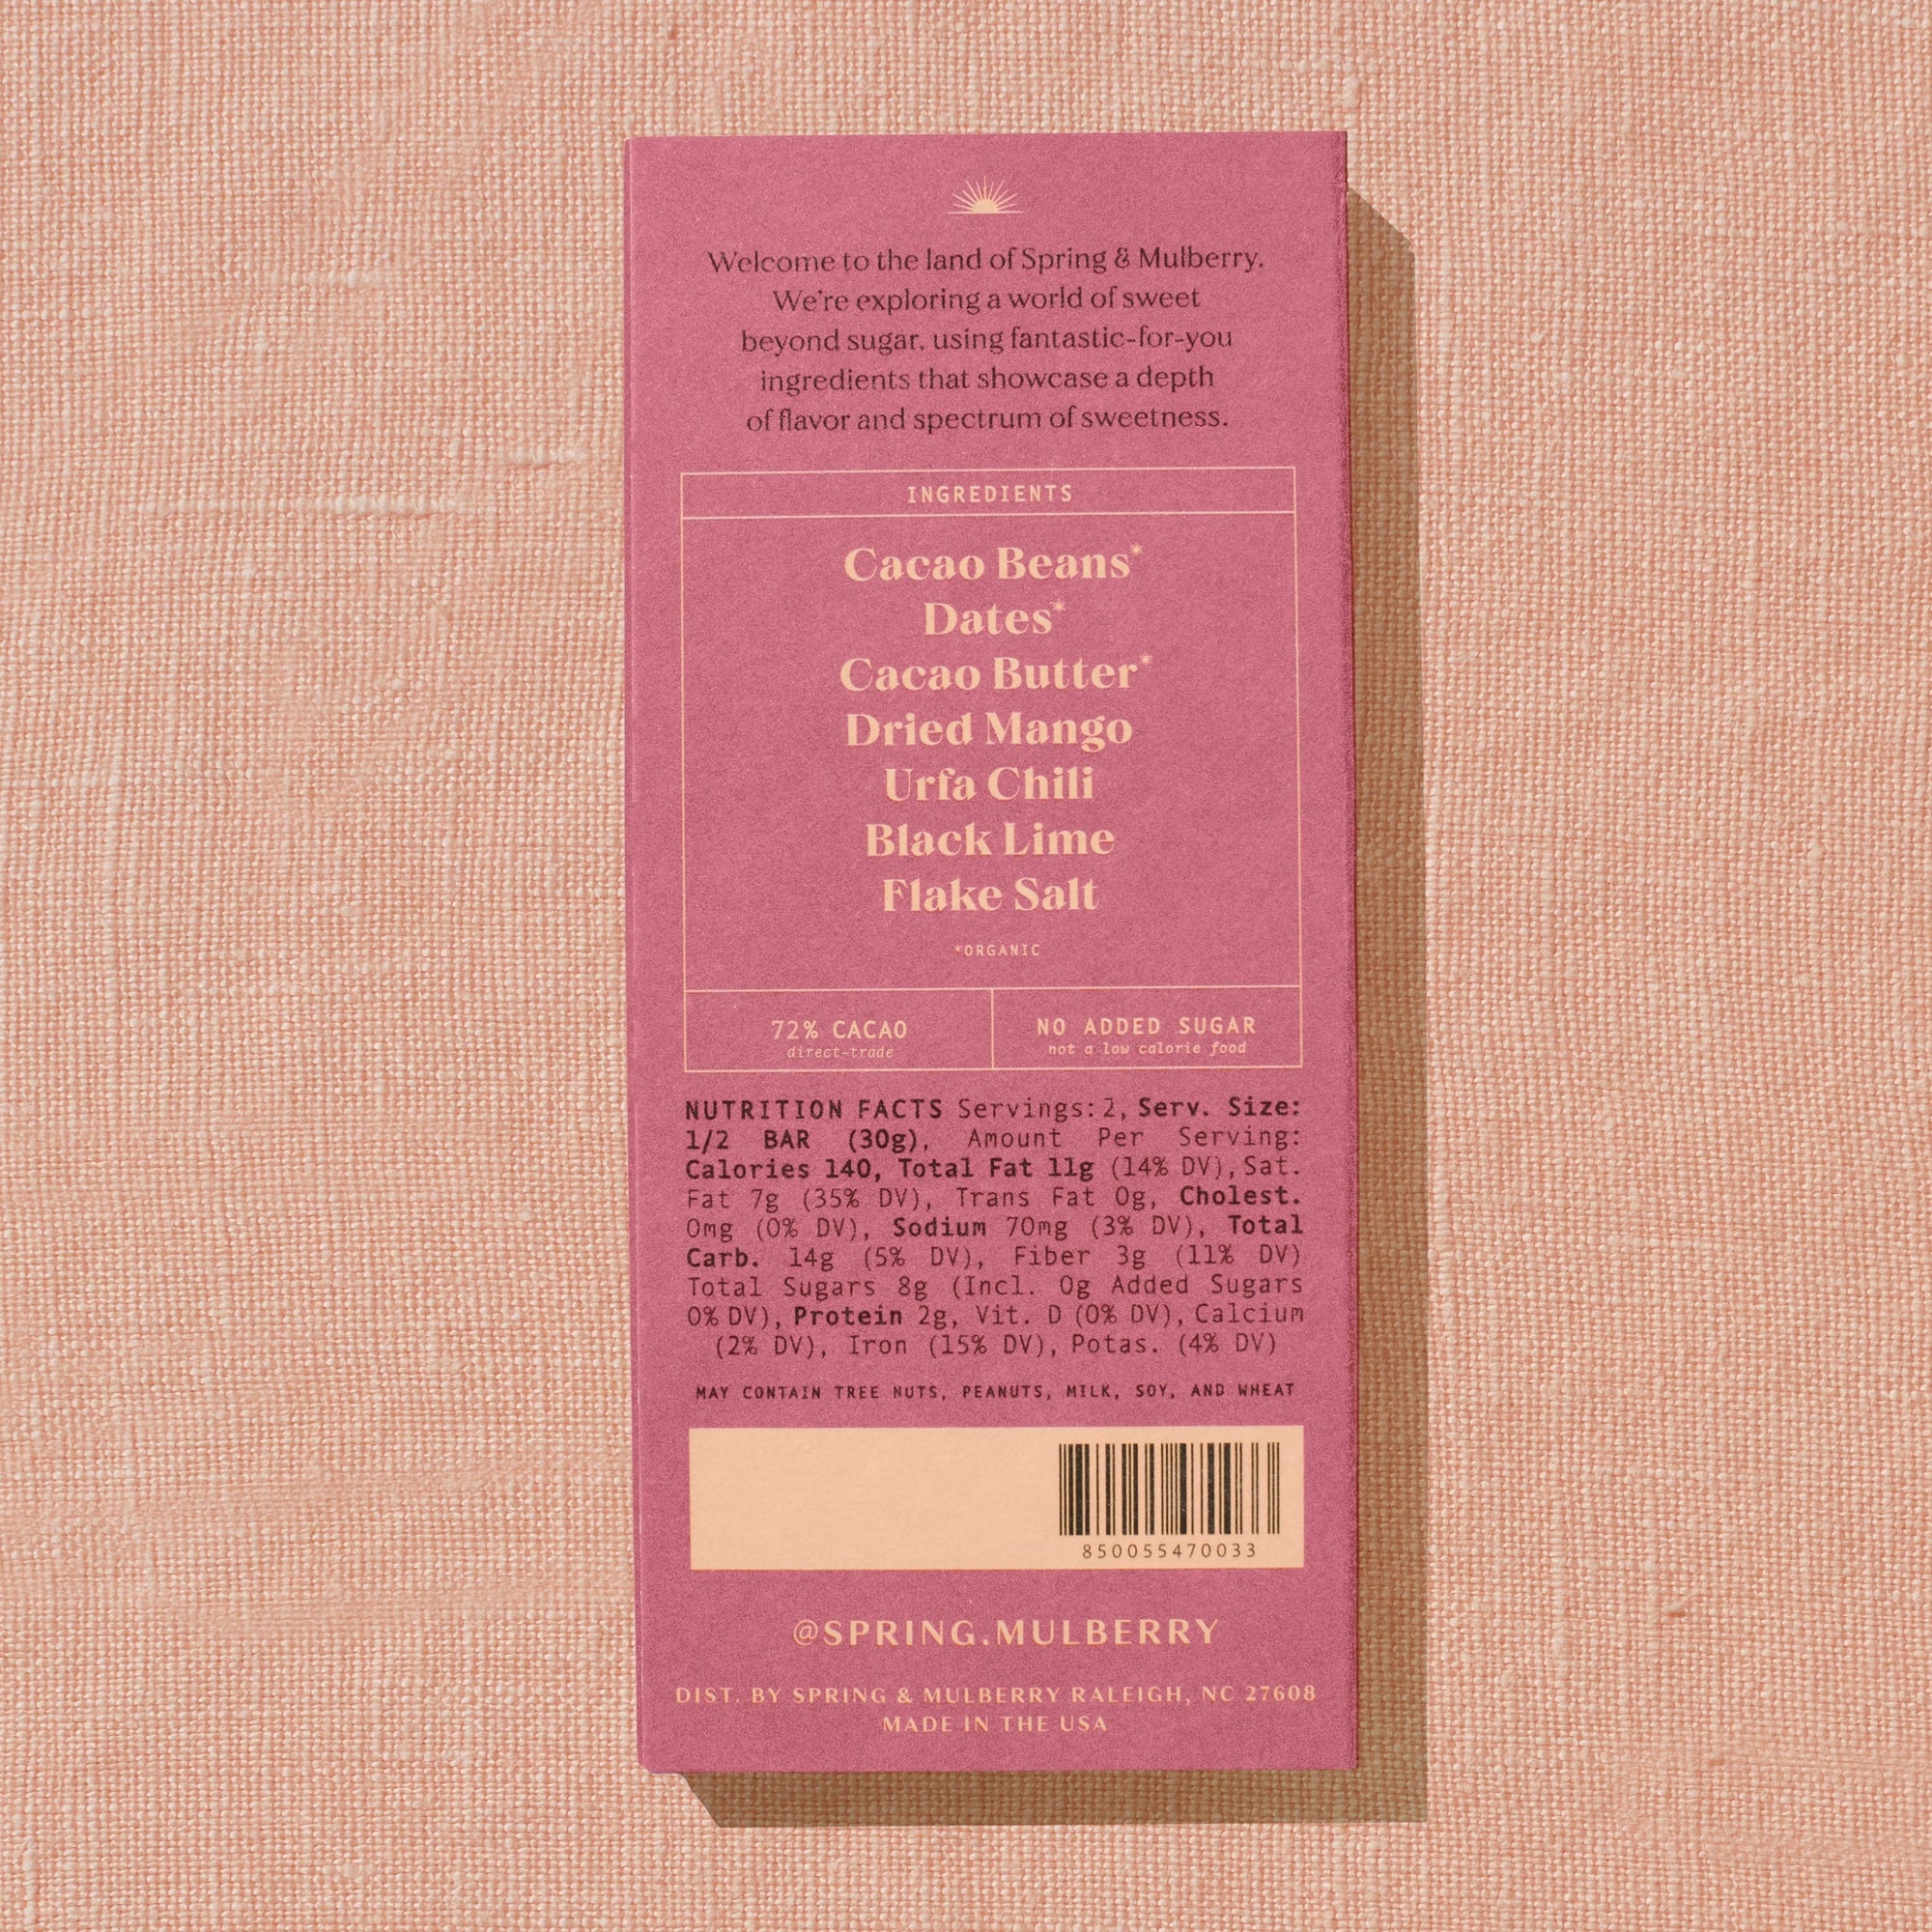 Welcome to the land of Spring & Mulberry.
We're exploring a world of sweet
beyond sugar, using fantastic-for-you
ingredients that showcase a depth
of flavor and spectrum of sweetness.
INGREDIENTS
Cacao Beans*
Dates*
Cacao Butter*
Dried Mango
Urfa Chili
Black Lime
Flake Salt
*ORGANIC
72% CACAO
direct-trade
NO ADDED SUGAR
not a low calorie food
NUTRITION FACTS Servings: 2, Serv. Size:
1/2 BAR (30g), Amount Per Serving:
Calories 140, Total Fat 11g (14% DV), Sat.
Fat 7g (35% DV), Trans Fat 0g, Cholest.
0mg (0% DV), Sodium 70mg (3% DV), Total
Carb. 14g (5% DV), Fiber 3g (11% DV)
Total Sugars 8g (Incl. 0g Added Sugars
0% DV), Protein 2g, Vit. D (0% DV), Calcium
(2% DV), Iron (15% DV), Potas. (4% DV)
MAY CONTAIN TREE NUTS, PEANUTS, MILK, SOY, AND WHEAT
850055470033
@SPRING.MULBERRY
DIST. BY SPRING & MULBERRY RALEIGH, NC 27608
MADE IN THE USA